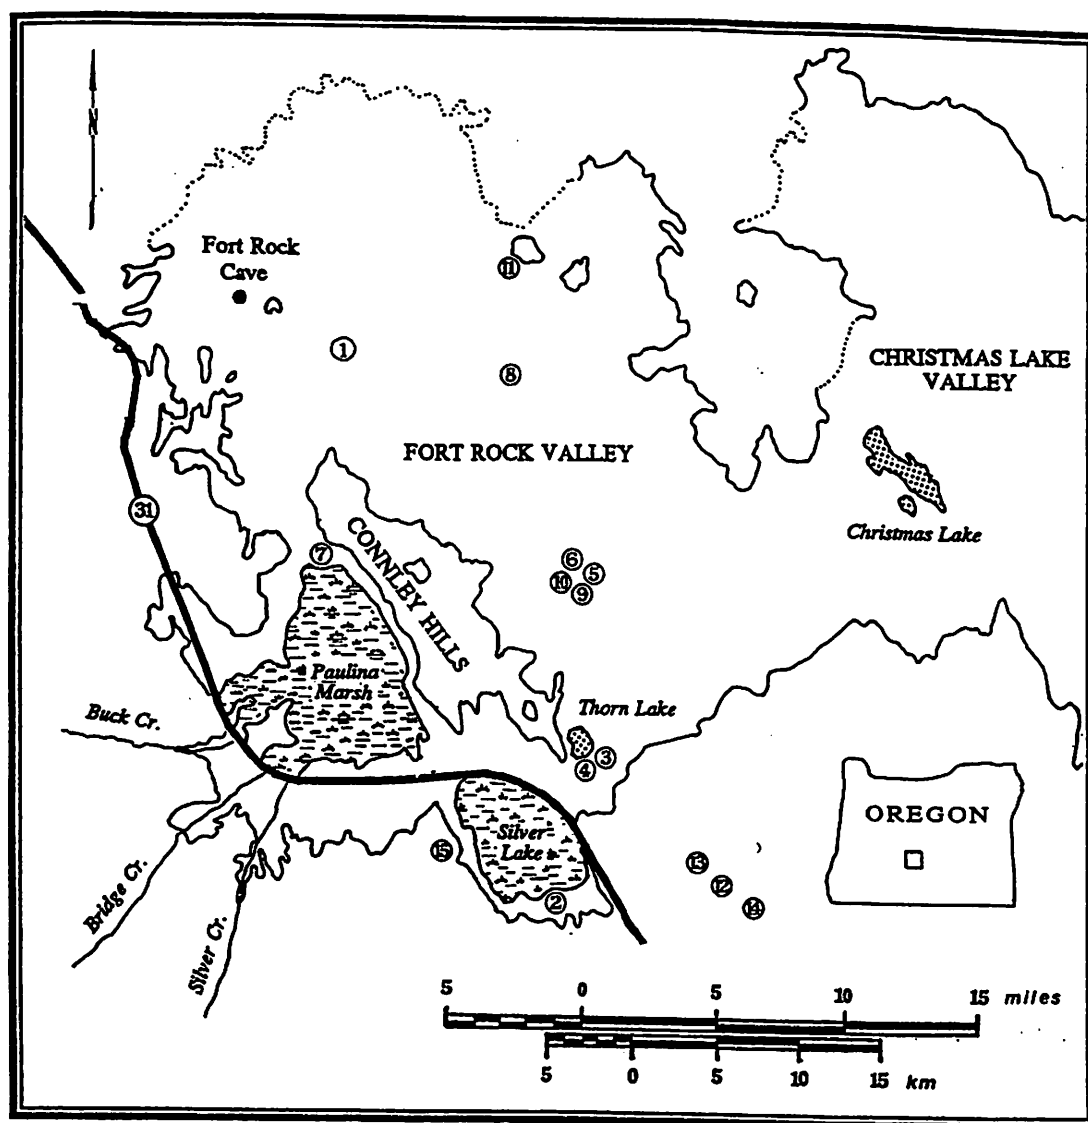 N
Fort Rock
Cave
11
1
8
CHRISTMAS LAKE
VALLEY
FORT ROCK VALLEY
31
Christmas Lake
7
CONNLEY HILLS
6
5
10
9
Paulina
Marsh
Buck Cr.
Thorn Lake
3
4
OREGON
Silver
Lake
15
13
12
14
2
Bridge Cr.
Silver Cr.
5 0 5 10 15 miles
5 0 5 10 15 km